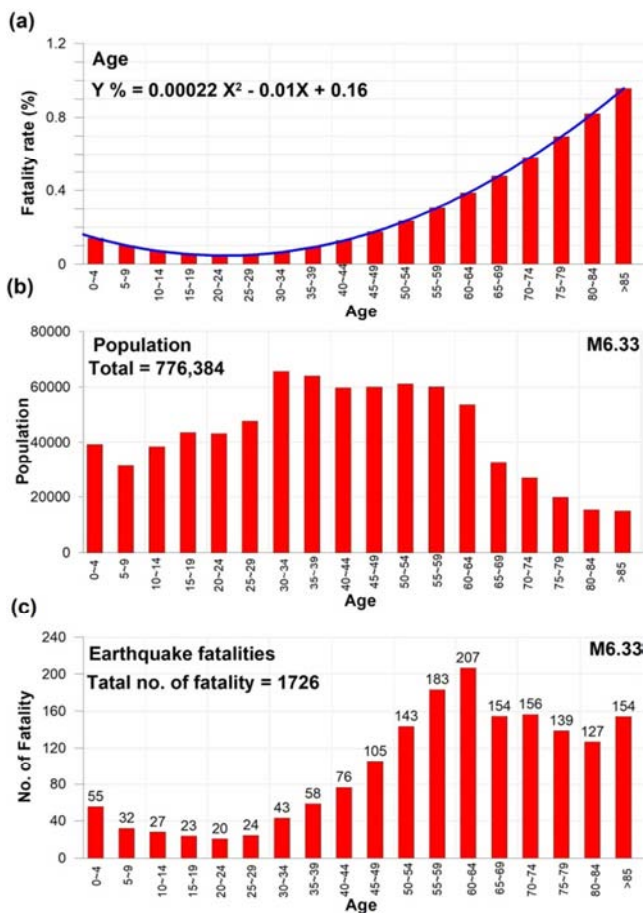 (a)
1.2
0.8
0.4
0
Fatality rate (%)
Age
Y % = 0.00022 X² - 0.01X + 0.16
0~4 5~9 10~14 15~19 20~24 25~29 30~34 35~39 40~44 45~49 50~54 55~59 60~64 65~69 70~74 75~79 80~84 >85
Age
(b)
80000
60000
40000
20000
0
Population
Population
Total = 776,384
M6.33
0~4 5~9 10~14 15~19 20~24 25~29 30~34 35~39 40~44 45~49 50~54 55~59 60~64 65~69 70~74 75~79 80~84 >85
Age
(c)
240
200
160
120
80
40
0
No. of Fatality
Earthquake fatalities
Tatal no. of fatality = 1726
M6.33
55 32 27 23 20 24 43 58 76 105 143 183 207 154 156 139 127 154
0~4 5~9 10~14 15~19 20~24 25~29 30~34 35~39 40~44 45~49 50~54 55~59 60~64 65~69 70~74 75~79 80~84 >85
Age